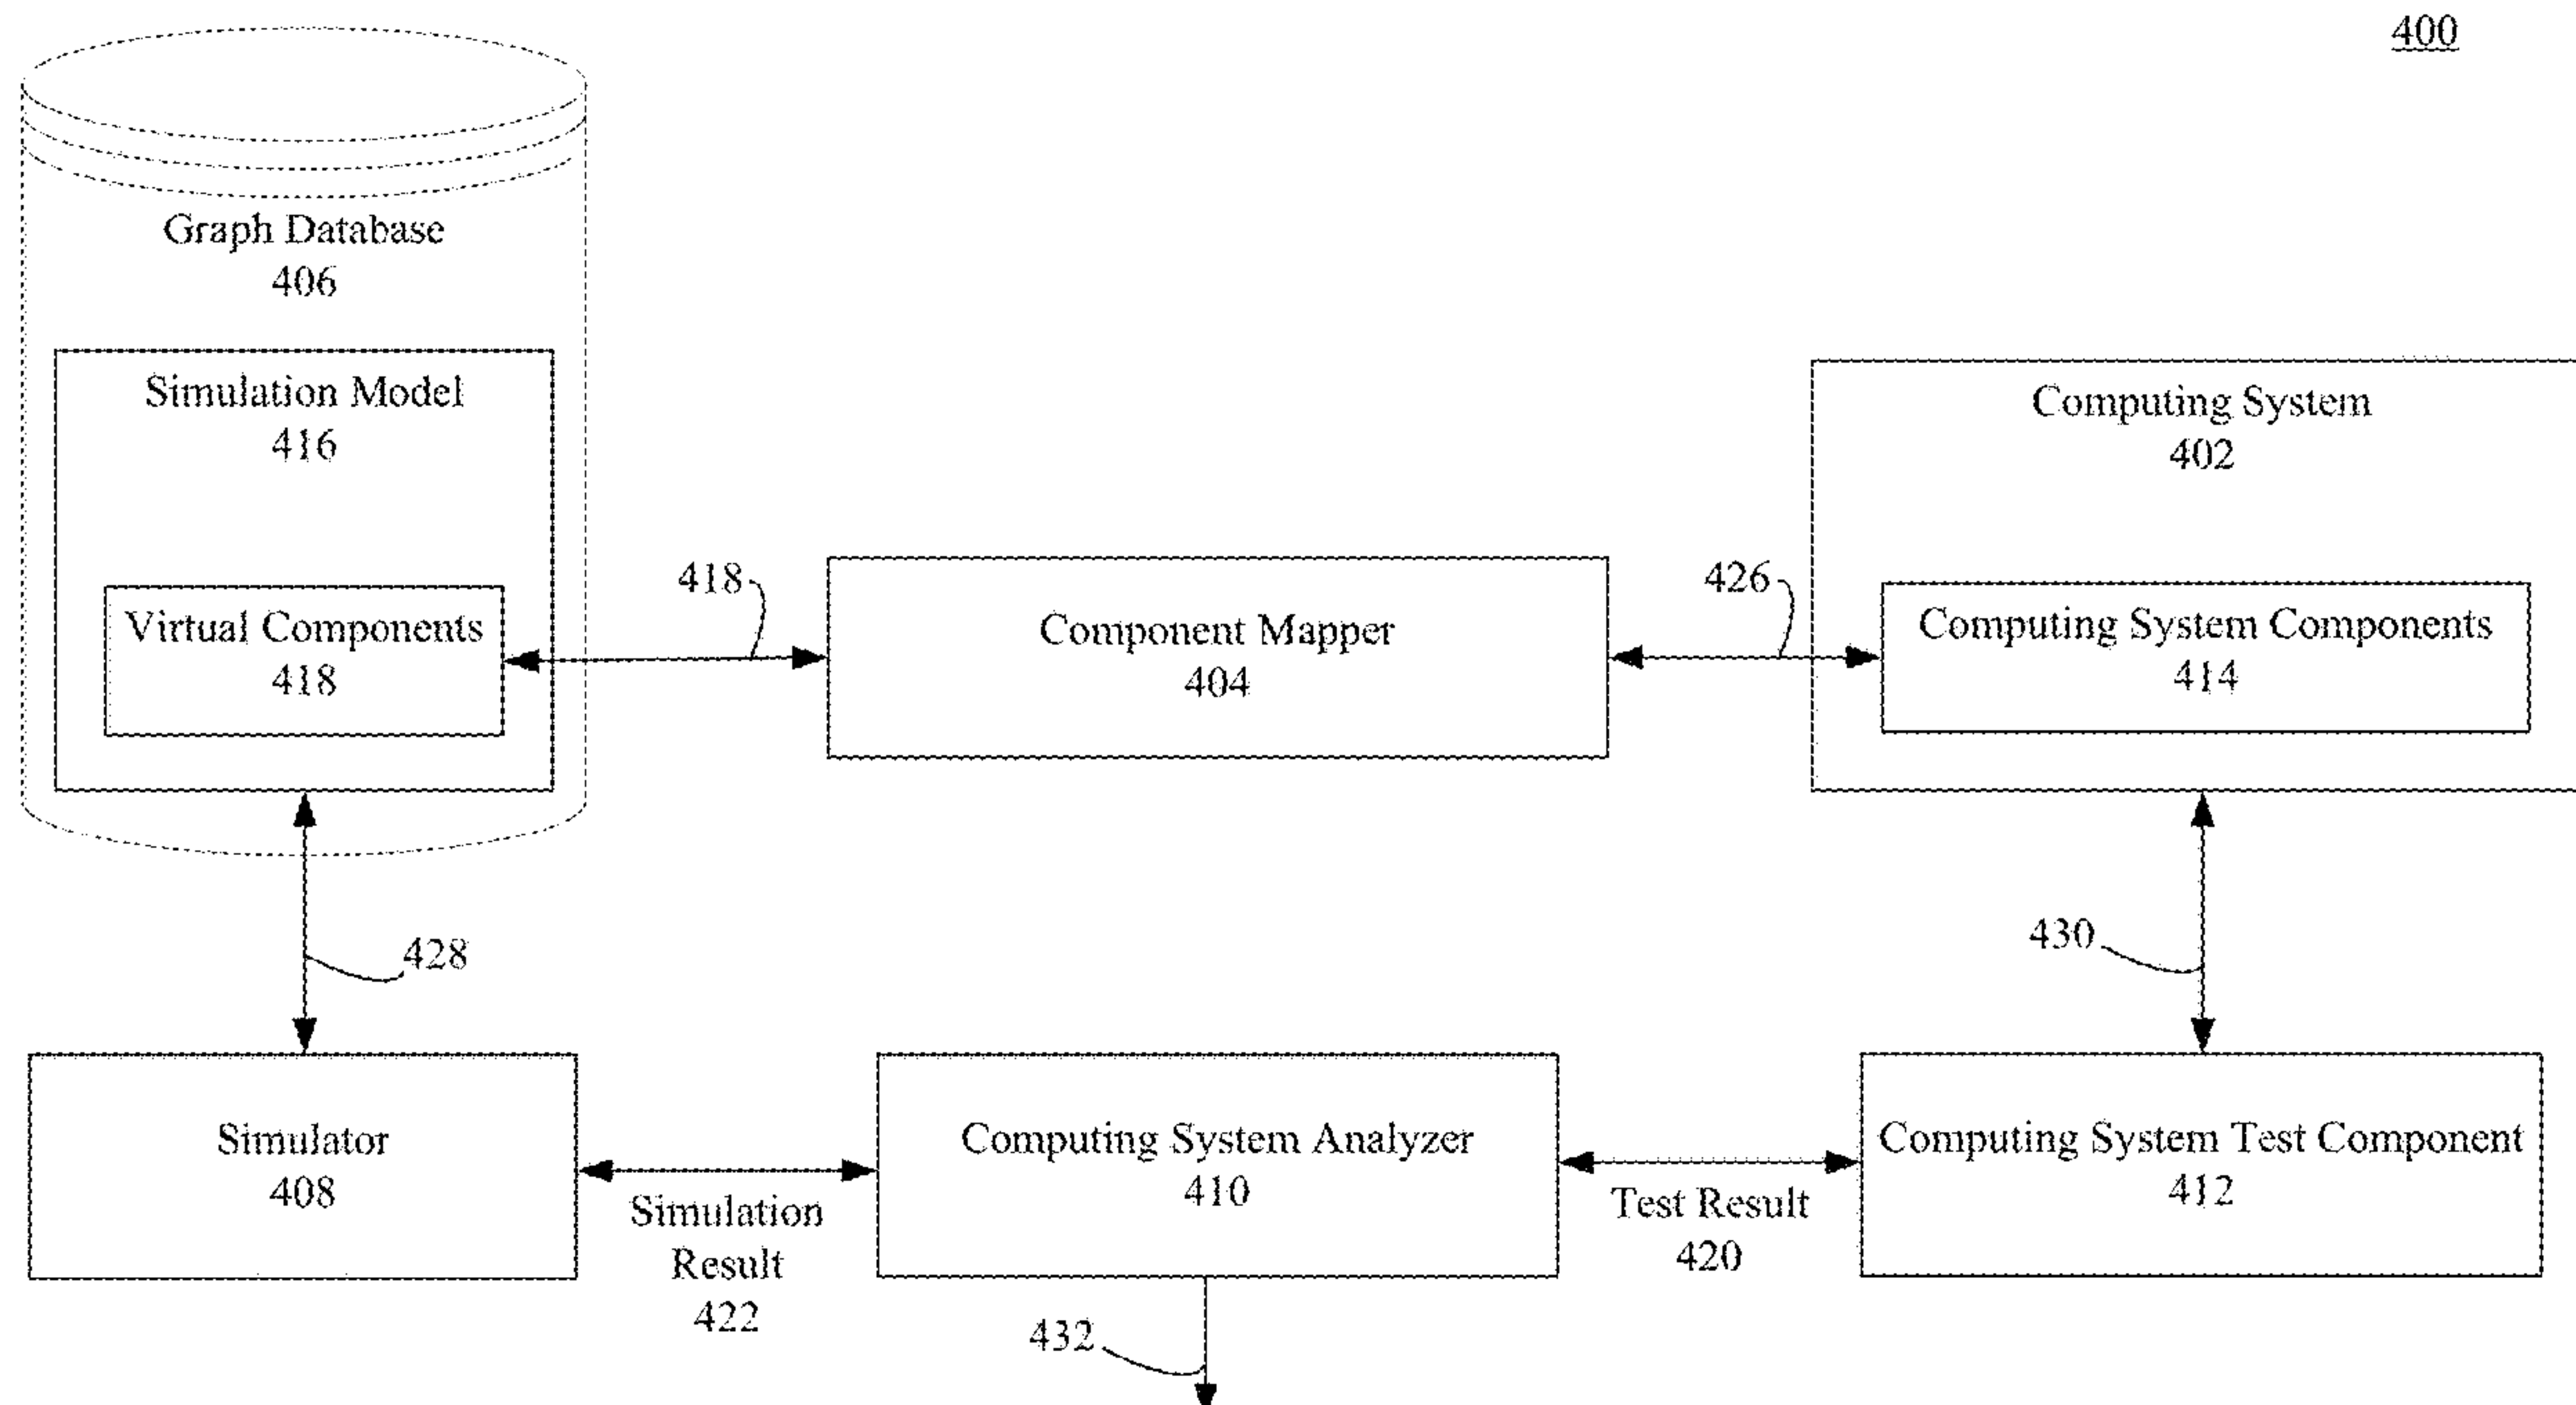 400
Graph Database
406
Simulation Model
416
Virtual Components
418
418
Component Mapper
404
426
Computing System
402
Computing System Components
414
428
430
Simulator
408
Simulation
Result
422
Computing System Analyzer
410
Test Result
420
Computing System Test Component
412
432